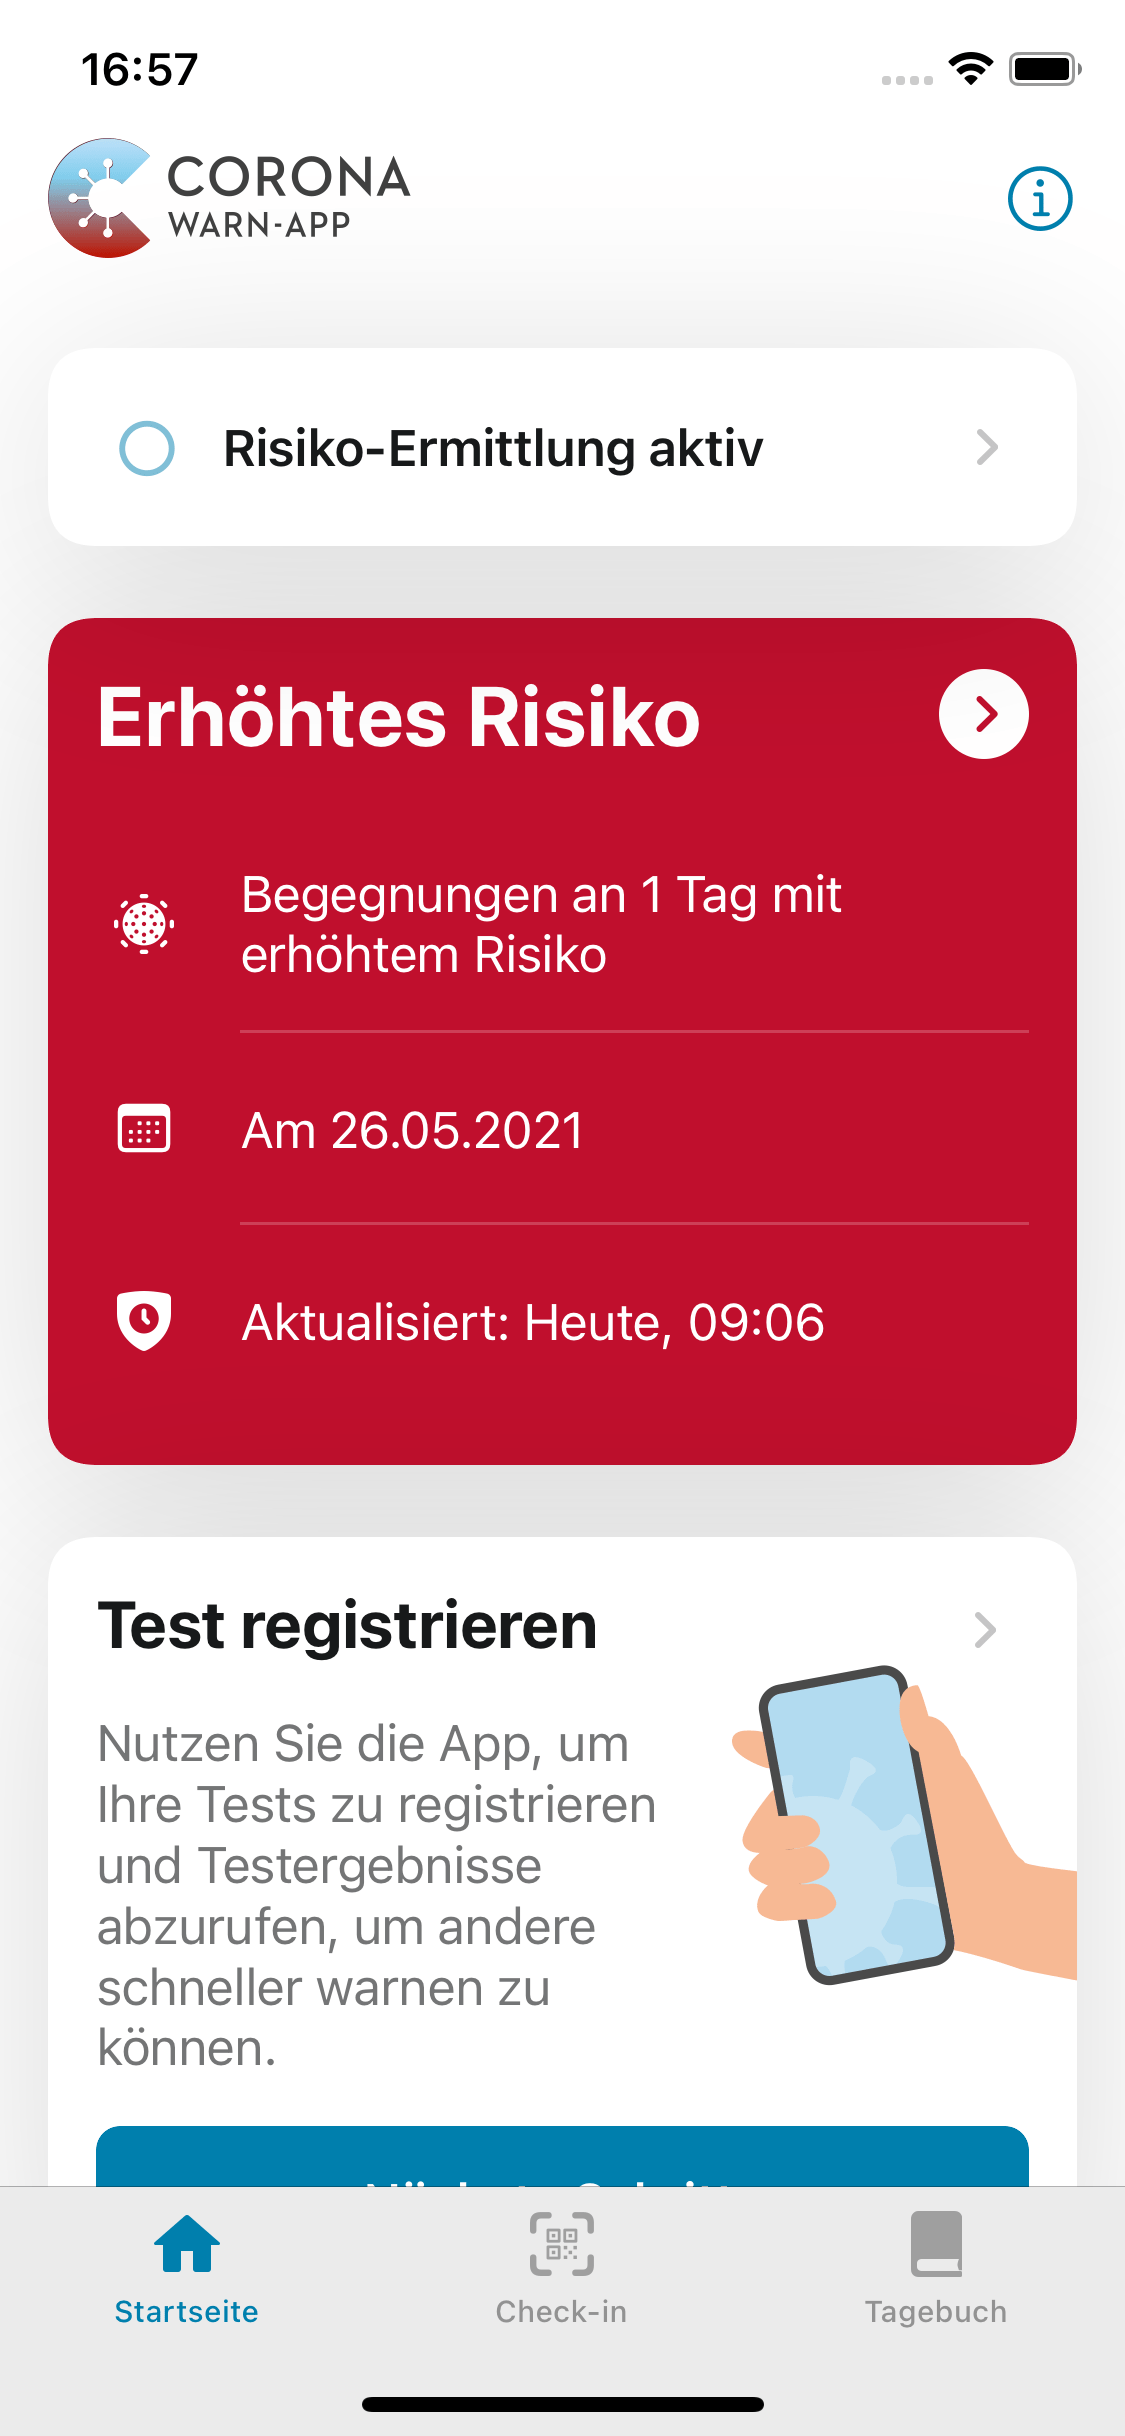 16:57
CORONA
WARN-APP
Risiko-Ermittlung aktiv
Erhöhtes Risiko
Begegnungen an 1 Tag mit
erhöhtem Risiko
Am 26.05.2021
Aktualisiert: Heute, 09:06
Test registrieren
Nutzen Sie die App, um
Ihre Tests zu registrieren
und Testergebnisse
abzurufen, um andere
schneller warnen zu
können.
Startseite
Check-in
Tagebuch